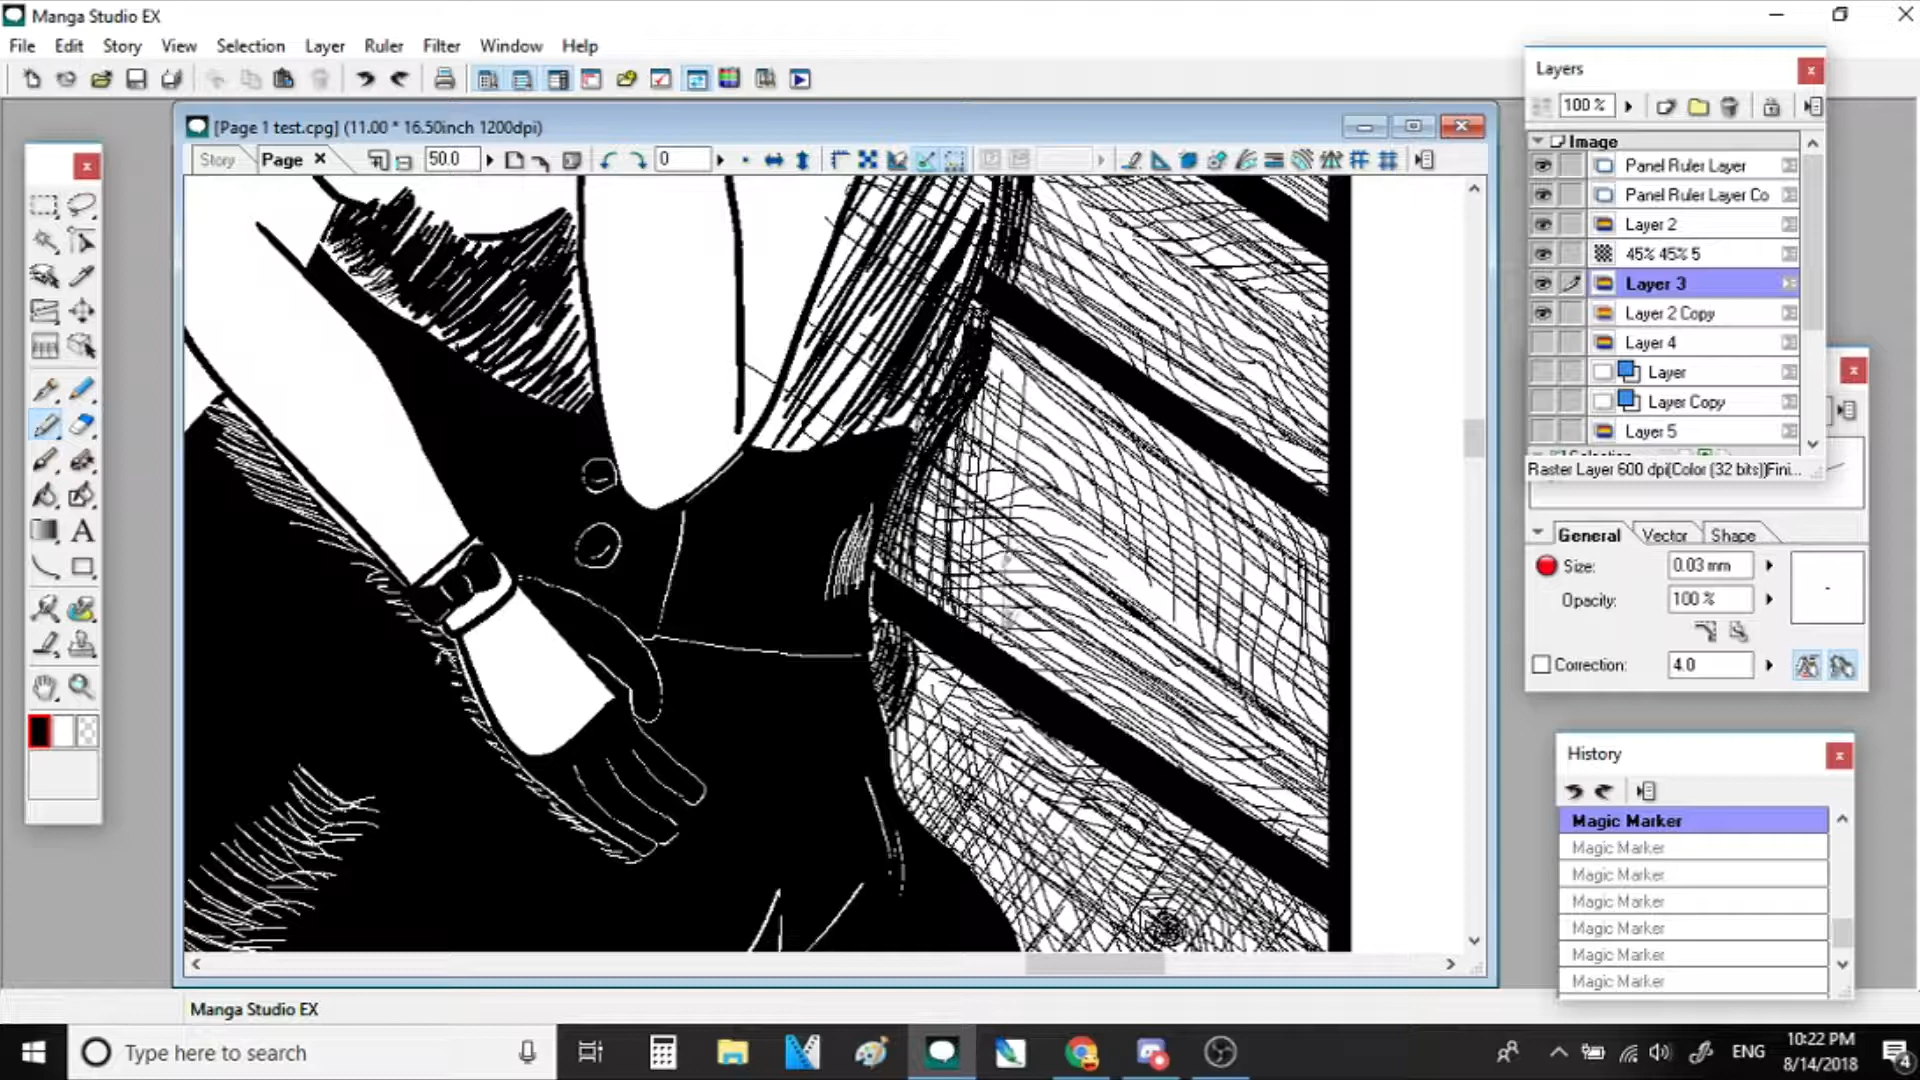 Manga Studio EX
File Edit Story View Selection Layer Ruler Filter Window Help
[Page 1 test.cpg] (11.00 * 16.50inch 1200dpi)
Story Page 50.0 0
Layers
100 %
Image
Panel Ruler Layer
Panel Ruler Layer Co
Layer 2
45% 45% 5
Layer 3
Layer 2 Copy
Layer 4
Layer
Layer Copy
Layer 5
Raster Layer 600 dpi(Color (32 bits))Fini...
General Vector Shape
Size: 0.03 mm
Opacity: 100 %
Correction: 4.0
History
Magic Marker
Magic Marker
Magic Marker
Magic Marker
Magic Marker
Magic Marker
Magic Marker
Manga Studio EX
Type here to search
ENG
10:22 PM
8/14/2018
4